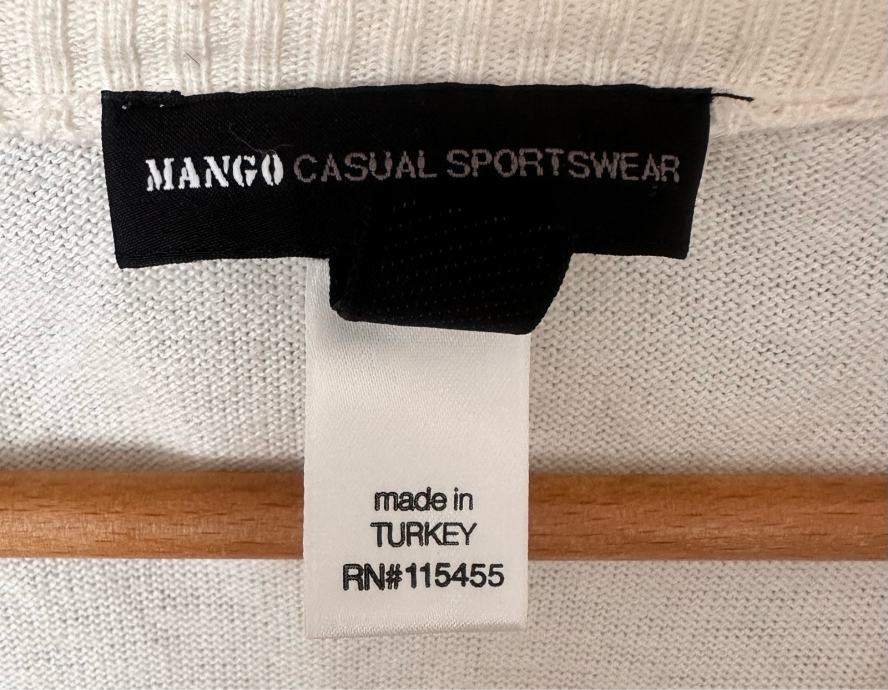 MANGO CASUAL SPORTSWEAR
made in
TURKEY
RN#115455